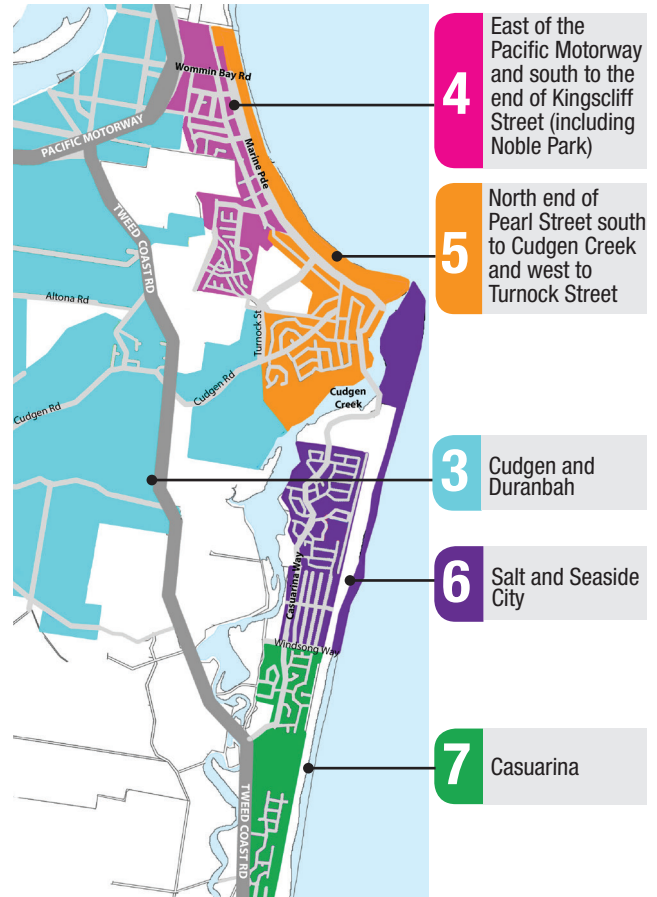 Wommin Bay Rd
PACIFIC MOTORWAY
Marine Pde
TWEED COAST RD
Altona Rd
Turnock St
Cudgen Rd
Cudgen Rd
Cudgen
Creek
Casuarina Way
Windsong Way
TWEED COAST RD
4
East of the
Pacific Motorway
and south to the
end of Kingscliff
Street (including
Noble Park)
5
North end of
Pearl Street south
to Cudgen Creek
and west to
Turnock Street
3
Cudgen and
Duranbah
6
Salt and Seaside
City
7
Casuarina